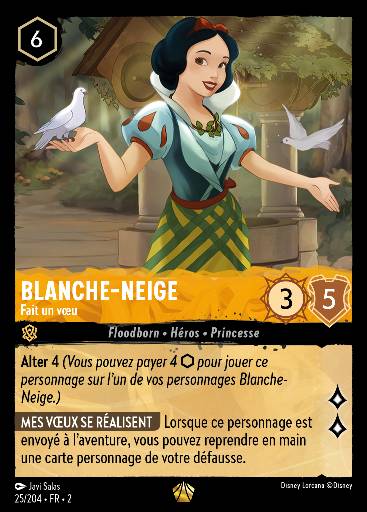 6
BLANCHE-NEIGE
Fait un vœu
3
5
Floodborn • Héros • Princesse
Alter 4 (Vous pouvez payer 4 pour jouer ce
personnage sur l'un de vos personnages Blanche-
Neige.)
MES VŒUX SE RÉALISENT Lorsque ce personnage est
envoyé à l'aventure, vous pouvez reprendre en main
une carte personnage de votre défausse.
Javi Salas
25/204 • FR • 2
Disney Lorcana ©Disney